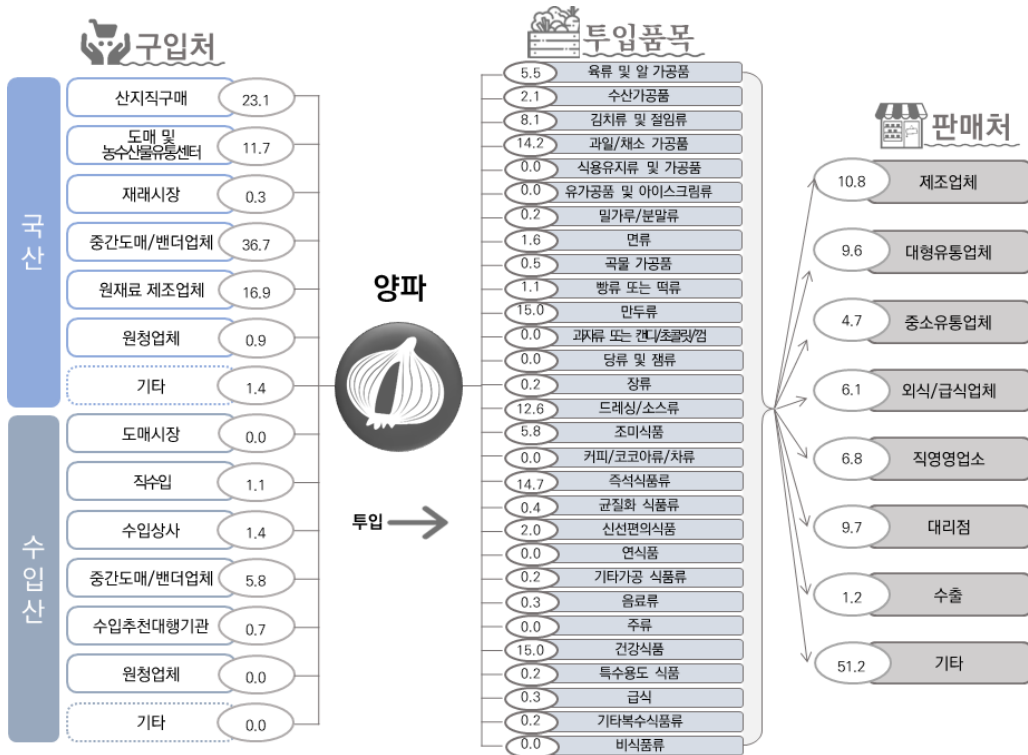 구입처
국산
산지직구매
23.1
도매 및
농수산물유통센터
11.7
재래시장
0.3
중간도매/밴더업체
36.7
원재료 제조업체
16.9
원청업체
0.9
기타
1.4
수입산
도매시장
0.0
직수입
1.1
수입상사
1.4
중간도매/밴더업체
5.8
수입추천대행기관
0.7
원청업체
0.0
기타
0.0
양파
투입
투입품목
5.5 육류 및 알 가공품
2.1 수산가공품
8.1 김치류 및 절임류
14.2 과일/채소 가공품
0.0 식용유지류 및 가공품
0.0 유가공품 및 아이스크림류
0.2 밀가루/분말류
1.6 면류
0.5 곡물 가공품
1.1 빵류 또는 떡류
15.0 만두류
0.0 과자류 또는 캔디/초콜릿/껌
0.0 당류 및 잼류
0.2 장류
12.6 드레싱/소스류
5.8 조미식품
0.0 커피/코코아류/차류
14.7 즉석식품류
0.4 균질화 식품류
2.0 신선편의식품
0.0 연식품
0.2 기타가공 식품류
0.3 음료류
0.0 주류
15.0 건강식품
0.2 특수용도 식품
0.3 급식
0.2 기타복수식품류
0.0 비식품류
판매처
10.8 제조업체
9.6 대형유통업체
4.7 중소유통업체
6.1 외식/급식업체
6.8 직영영업소
9.7 대리점
1.2 수출
51.2 기타